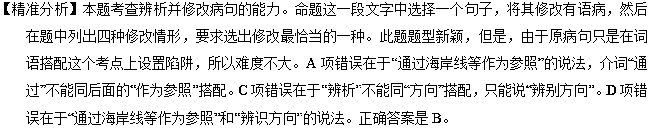 【精准分析】本题考查辨析并修改病句的能力。命题这一段文字中选择一个句子，将其修改有语病，然后
在题中列出四种修改情形，要求选出修改最恰当的一种。此题题型新颖，但是，由于原病句只是在词
语搭配这个考点上设置陷阱，所以难度不大。A 项错误在于“通过海岸线等作为参照”的说法，介词“通
过”不能同后面的“作为参照”搭配。C 项错误在于“辨析”不能同“方向”搭配，只能说“辨别方向”。D 项错
误在于“通过海岸线等作为参照”和“辨识方向”的说法。正确答案是 B。